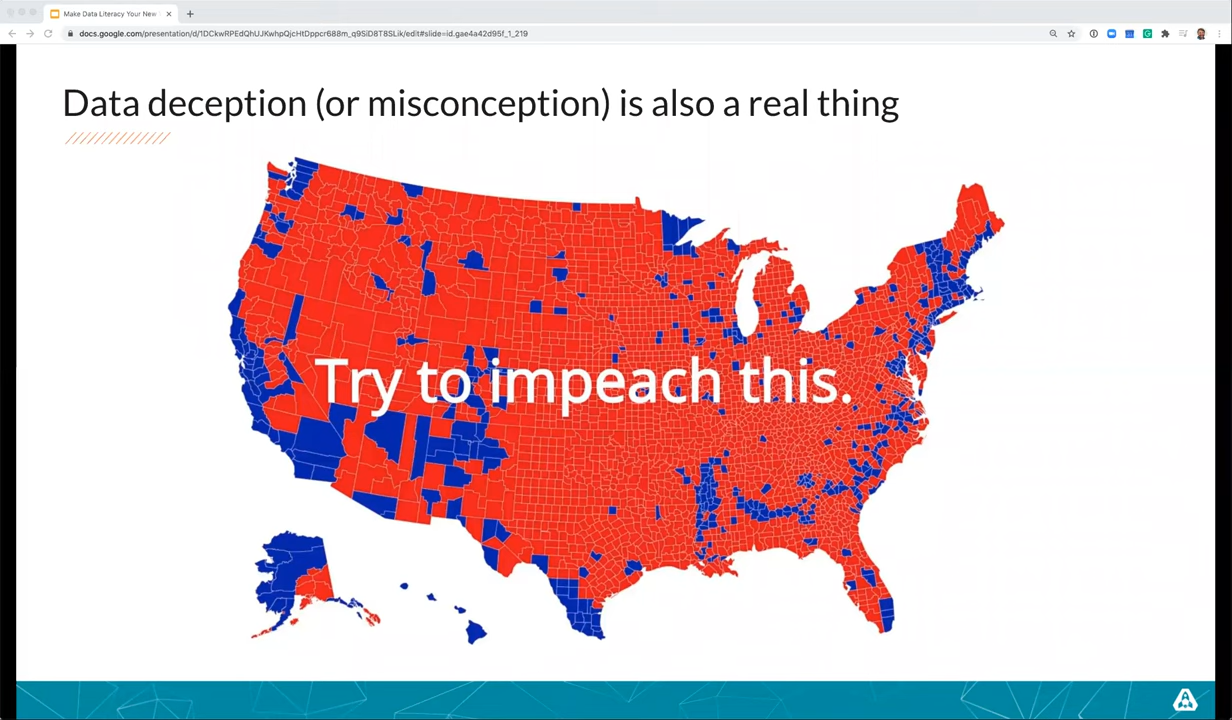 Make Data Literacy Your New
docs.google.com/presentation/d/1DCkwRPEdQhUJKwhpQjcHtDppcr688m_q9SiD8T8SLik/edit#slide=id.gae4a42d95f_1_219
Data deception (or misconception) is also a real thing
Try to impeach this.